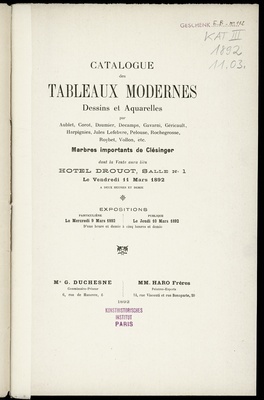 GESCHENK E.F. 
KAT III
1892
11.03.
CATALOGUE
des
TABLEAUX MODERNES
Dessins et Aquarelles
par
Aublet, Corot, Daumier, Decamps, Gavarni, Géricault,
Harpignies, Jules Lefebvre, Pelouse, Rochegrosse,
Roybet, Vollon, etc.
Marbres importants de Clésinger
dont la Vente aura lieu
HOTEL DROUOT, SALLE No 1
Le Vendredi 11 Mars 1892
A DEUX HEURES ET DEMIE
EXPOSITIONS
PARTICULIÈRE
Le Mercredi 9 Mars 1892
PUBLIQUE
Le Jeudi 10 Mars 1892
D'une heure et demie à cinq heures et demie
Me G. DUCHESNE
Commissaire-Priseur
6, rue de Hanovre, 6
MM. HARO Frères
Peintres-Experts
14, rue Visconti et rue Bonaparte, 20
1892
KUNSTHISTORISCHES
INSTITUT
PARIS